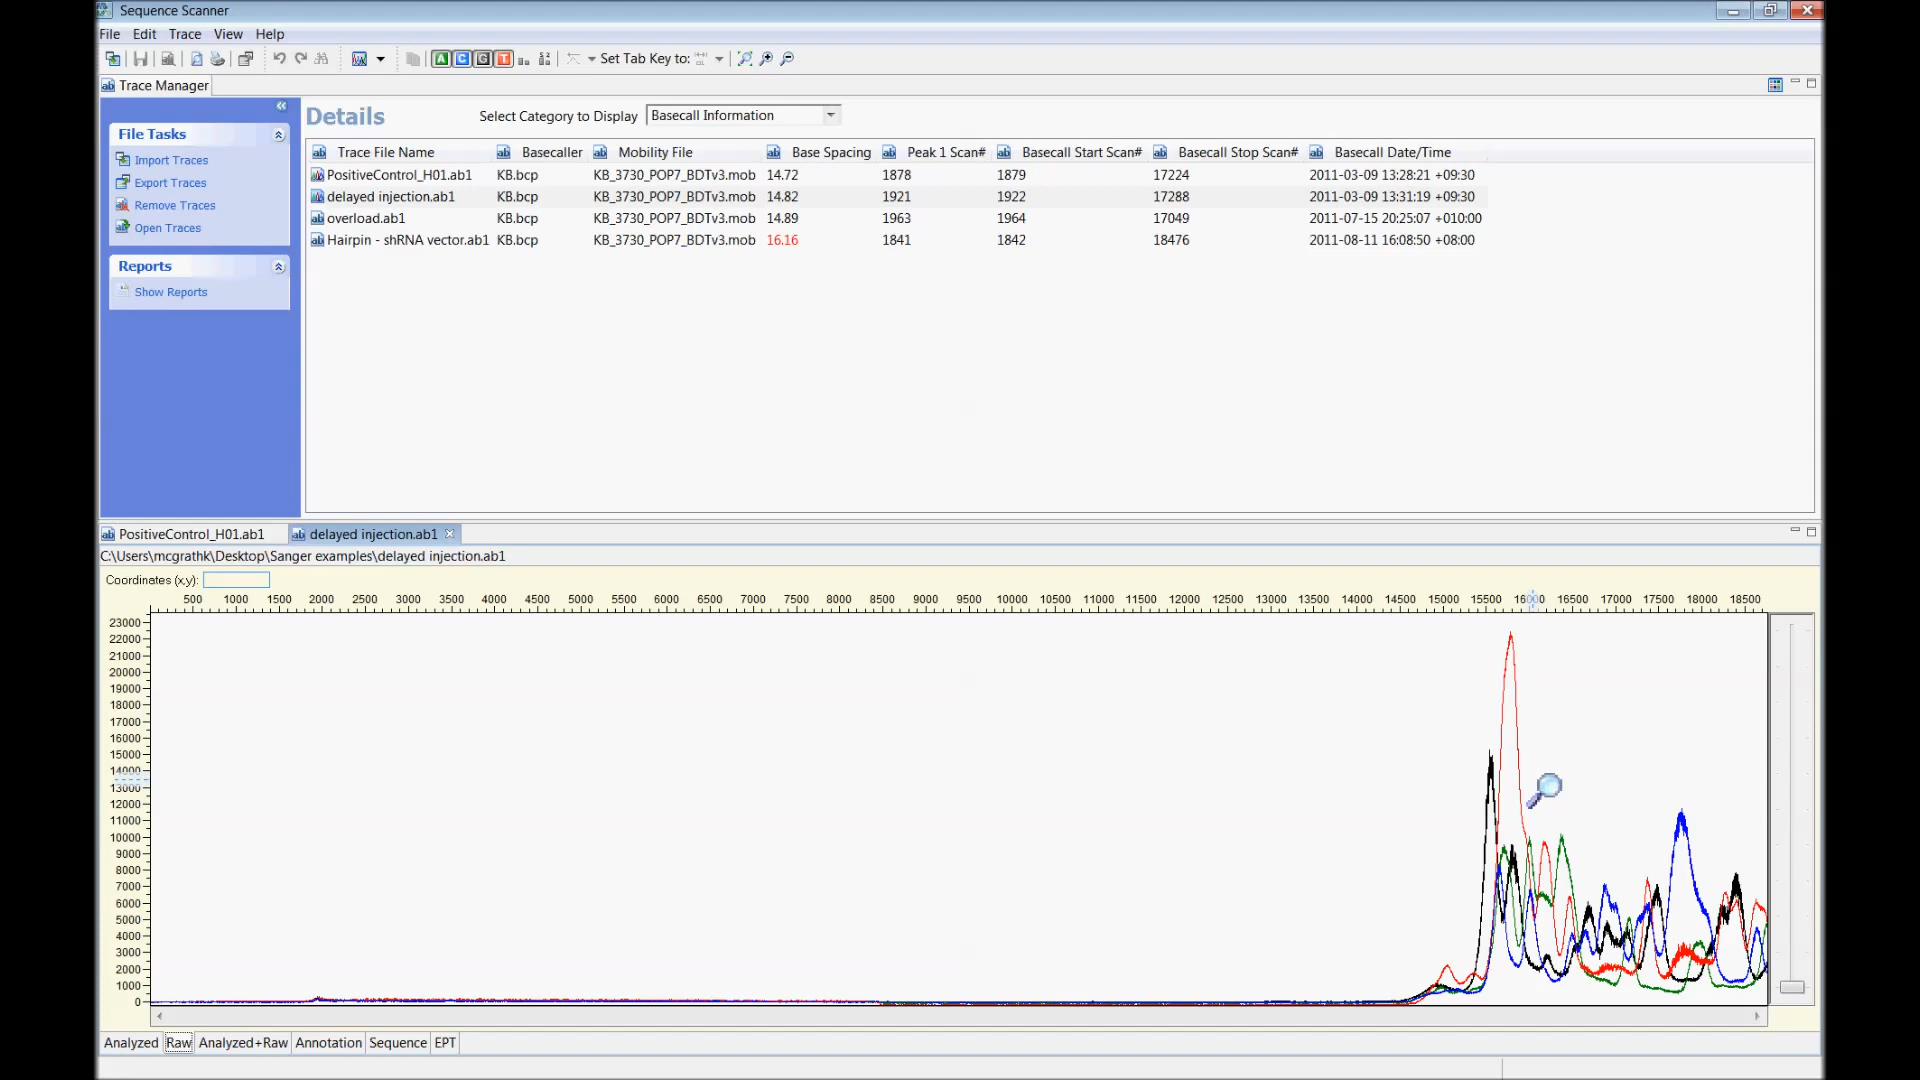 Sequence Scanner
File Edit Trace View Help
A C G T Set Tab Key to:
Trace Manager
File Tasks
Import Traces
Export Traces
Remove Traces
Open Traces
Reports
Show Reports
Details Select Category to Display Basecall Information
Trace File Name Basecaller Mobility File Base Spacing Peak 1 Scan# Basecall Start Scan# Basecall Stop Scan# Basecall Date/Time
PositiveControl_H01.ab1 KB.bcp KB_3730_POP7_BDTv3.mob 14.72 1878 1879 17224 2011-03-09 13:28:21 +09:30
delayed injection.ab1 KB.bcp KB_3730_POP7_BDTv3.mob 14.82 1921 1922 17288 2011-03-09 13:31:19 +09:30
overload.ab1 KB.bcp KB_3730_POP7_BDTv3.mob 14.89 1963 1964 17049 2011-07-15 20:25:07 +010:00
Hairpin - shRNA vector.ab1 KB.bcp KB_3730_POP7_BDTv3.mob 16.16 1841 1842 18476 2011-08-11 16:08:50 +08:00
PositiveControl_H01.ab1 delayed injection.ab1
C:\Users\mcgrathk\Desktop\Sanger examples\delayed injection.ab1
Coordinates (x,y):
500 1000 1500 2000 2500 3000 3500 4000 4500 5000 5500 6000 6500 7000 7500 8000 8500 9000 9500 10000 10500 11000 11500 12000 12500 13000 13500 14000 14500 15000 15500 16000 16500 17000 17500 18000 18500
23000
22000
21000
20000
19000
18000
17000
16000
15000
14000
13000
12000
11000
10000
9000
8000
7000
6000
5000
4000
3000
2000
1000
0
Analyzed Raw Analyzed+Raw Annotation Sequence EPT